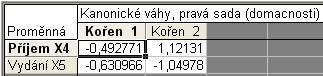 Kanonické váhy, pravá sada (domacnosti)
Proměnná Kořen 1 Kořen 2
Příjem X4 -0,492771 1,12131
Vydání X5 -0,630966 -1,04978